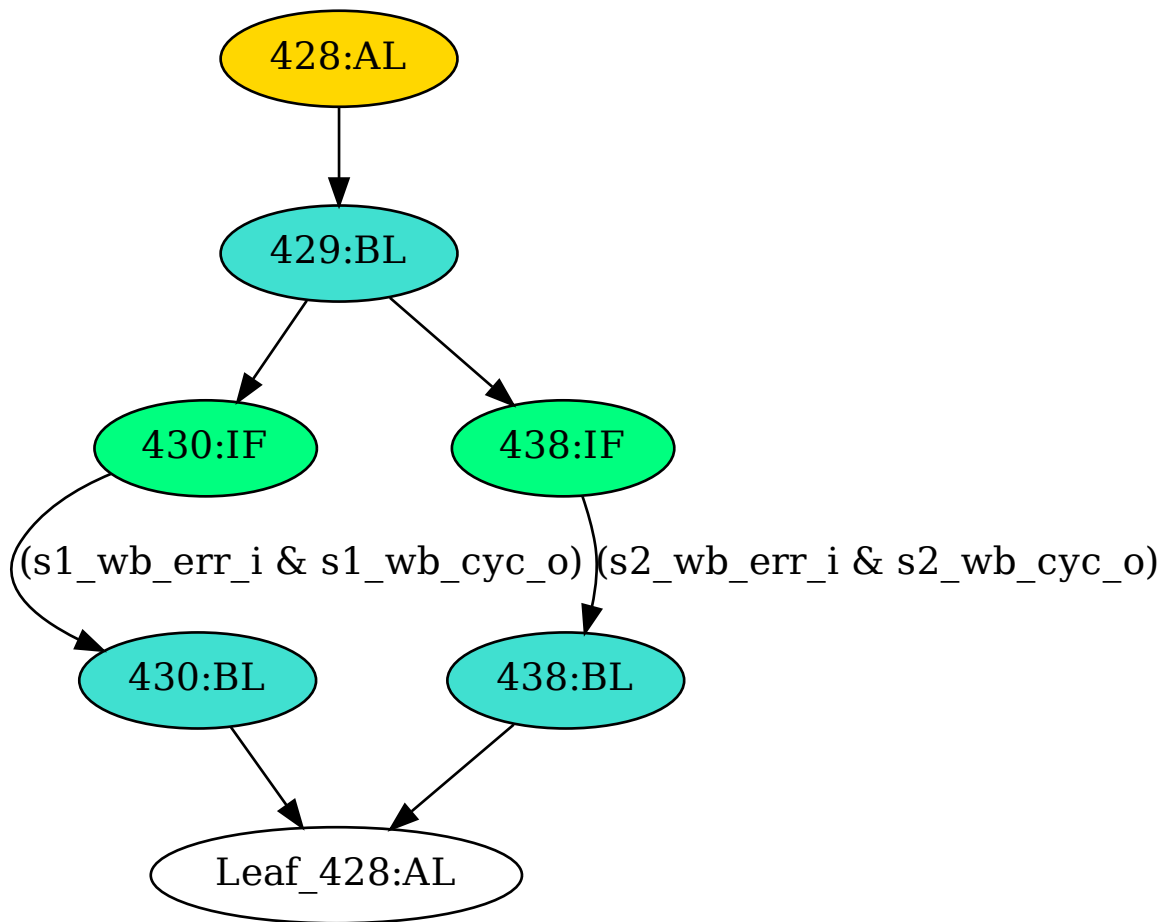 428:AL
429:BL
430:IF
438:IF
(s1_wb_err_i & s1_wb_cyc_o)
(s2_wb_err_i & s2_wb_cyc_o)
430:BL
438:BL
Leaf_428:AL